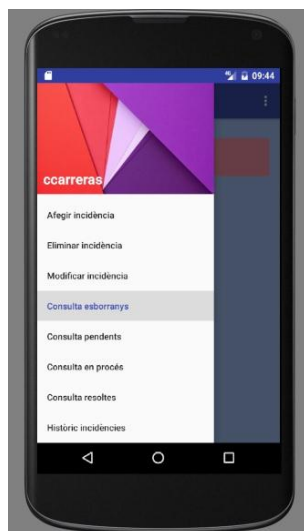 09:44
ccarreras
Afegir incidència
Eliminar incidència
Modificar incidència
Consulta esborranys
Consulta pendents
Consulta en procés
Consulta resoltes
Històric incidències